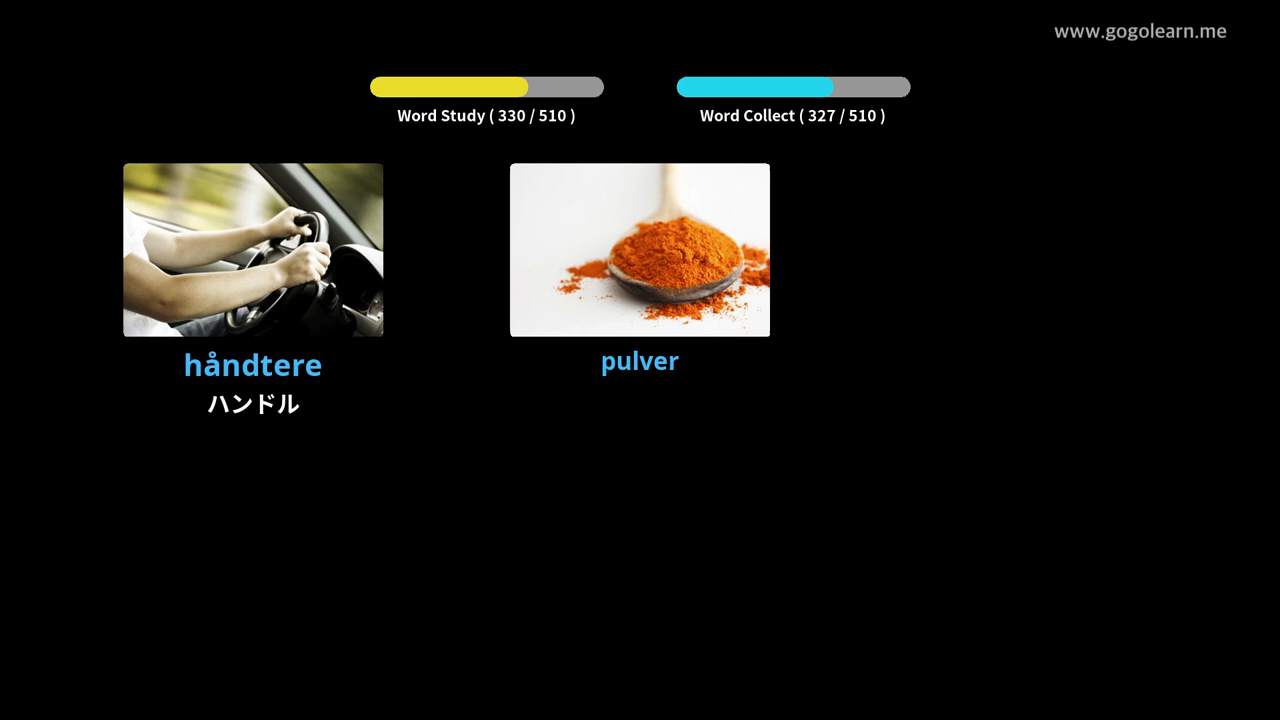 www.gogolearn.me
Word Study ( 330 / 510 )
Word Collect ( 327 / 510 )
håndtere
ハンドル
pulver